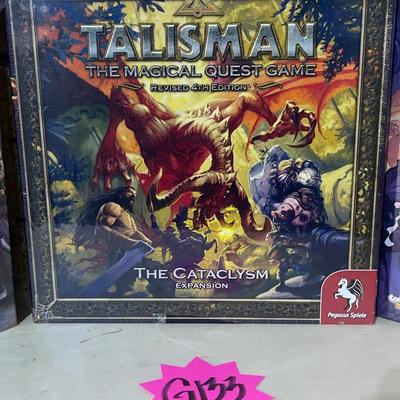 TALISMAN
THE MAGICAL QUEST GAME
REVISED 4TH EDITION
THE CATACLYSM
EXPANSION
Pegasus Spiele
G133